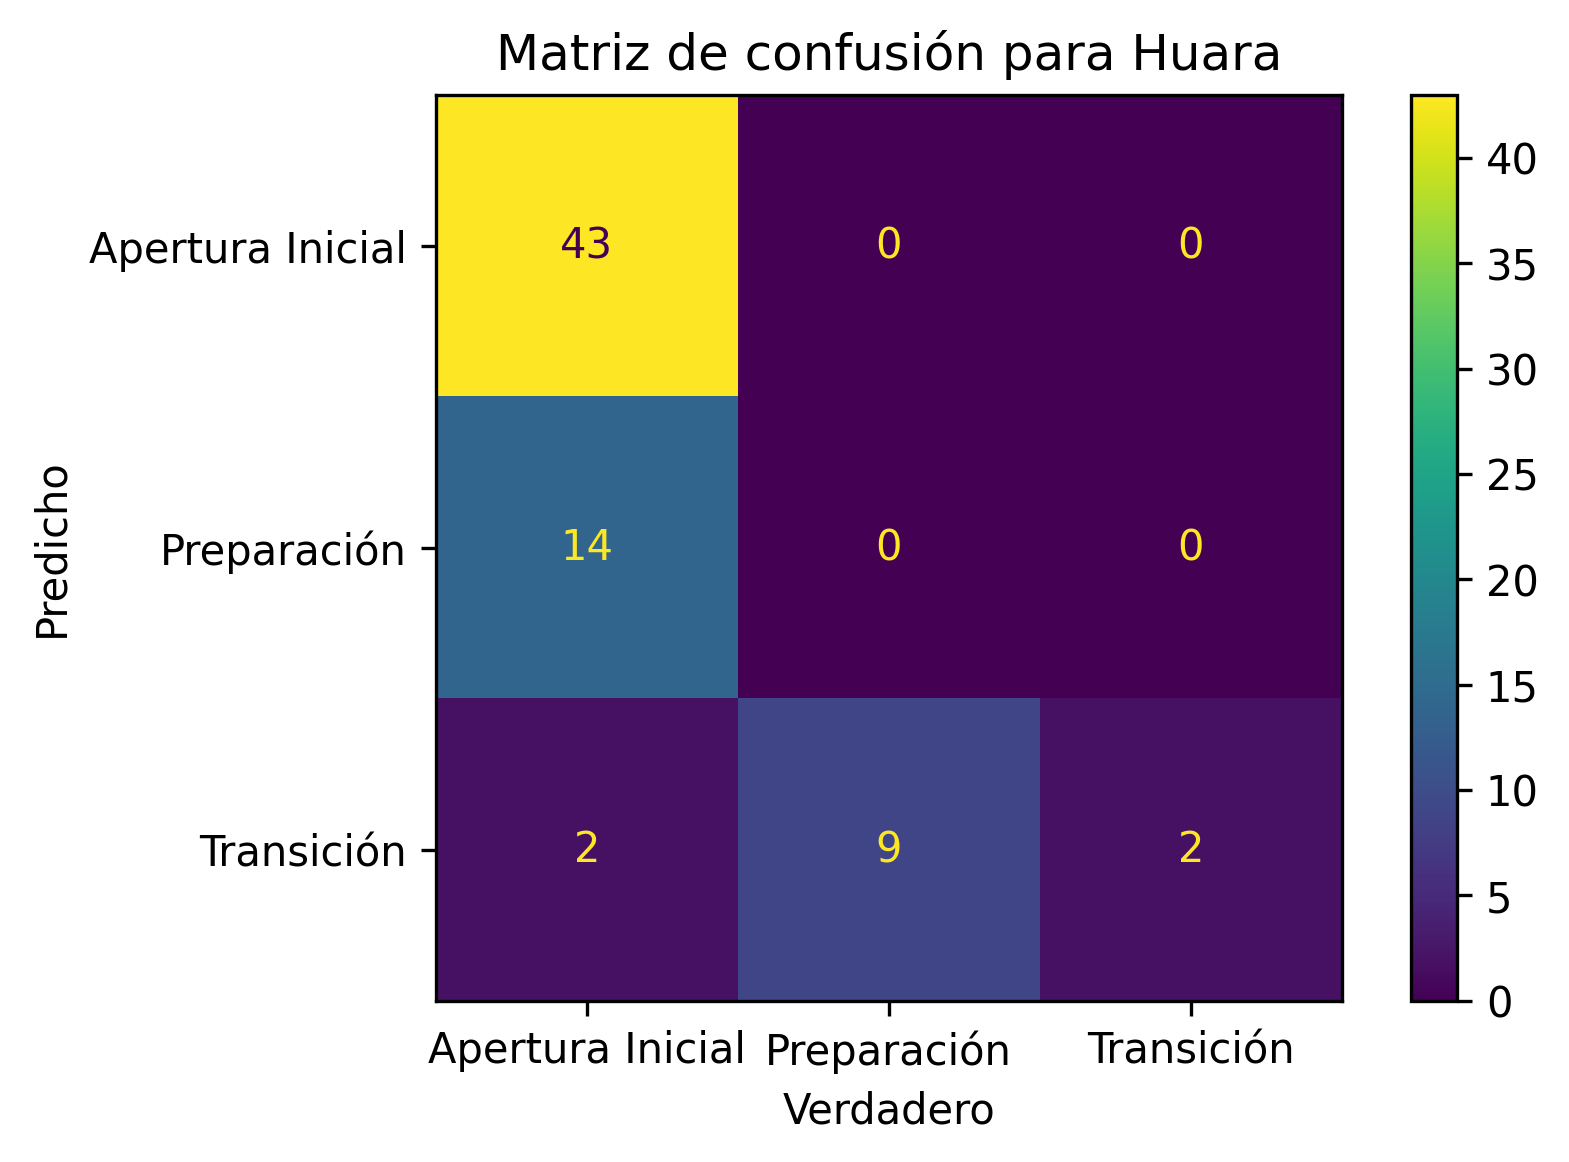 Matriz de confusión para Huara
Predicho
Apertura Inicial
43 0 0
Preparación
14 0 0
Transición
2 9 2
Apertura Inicial Preparación Transición
Verdadero
40
35
30
25
20
15
10
5
0